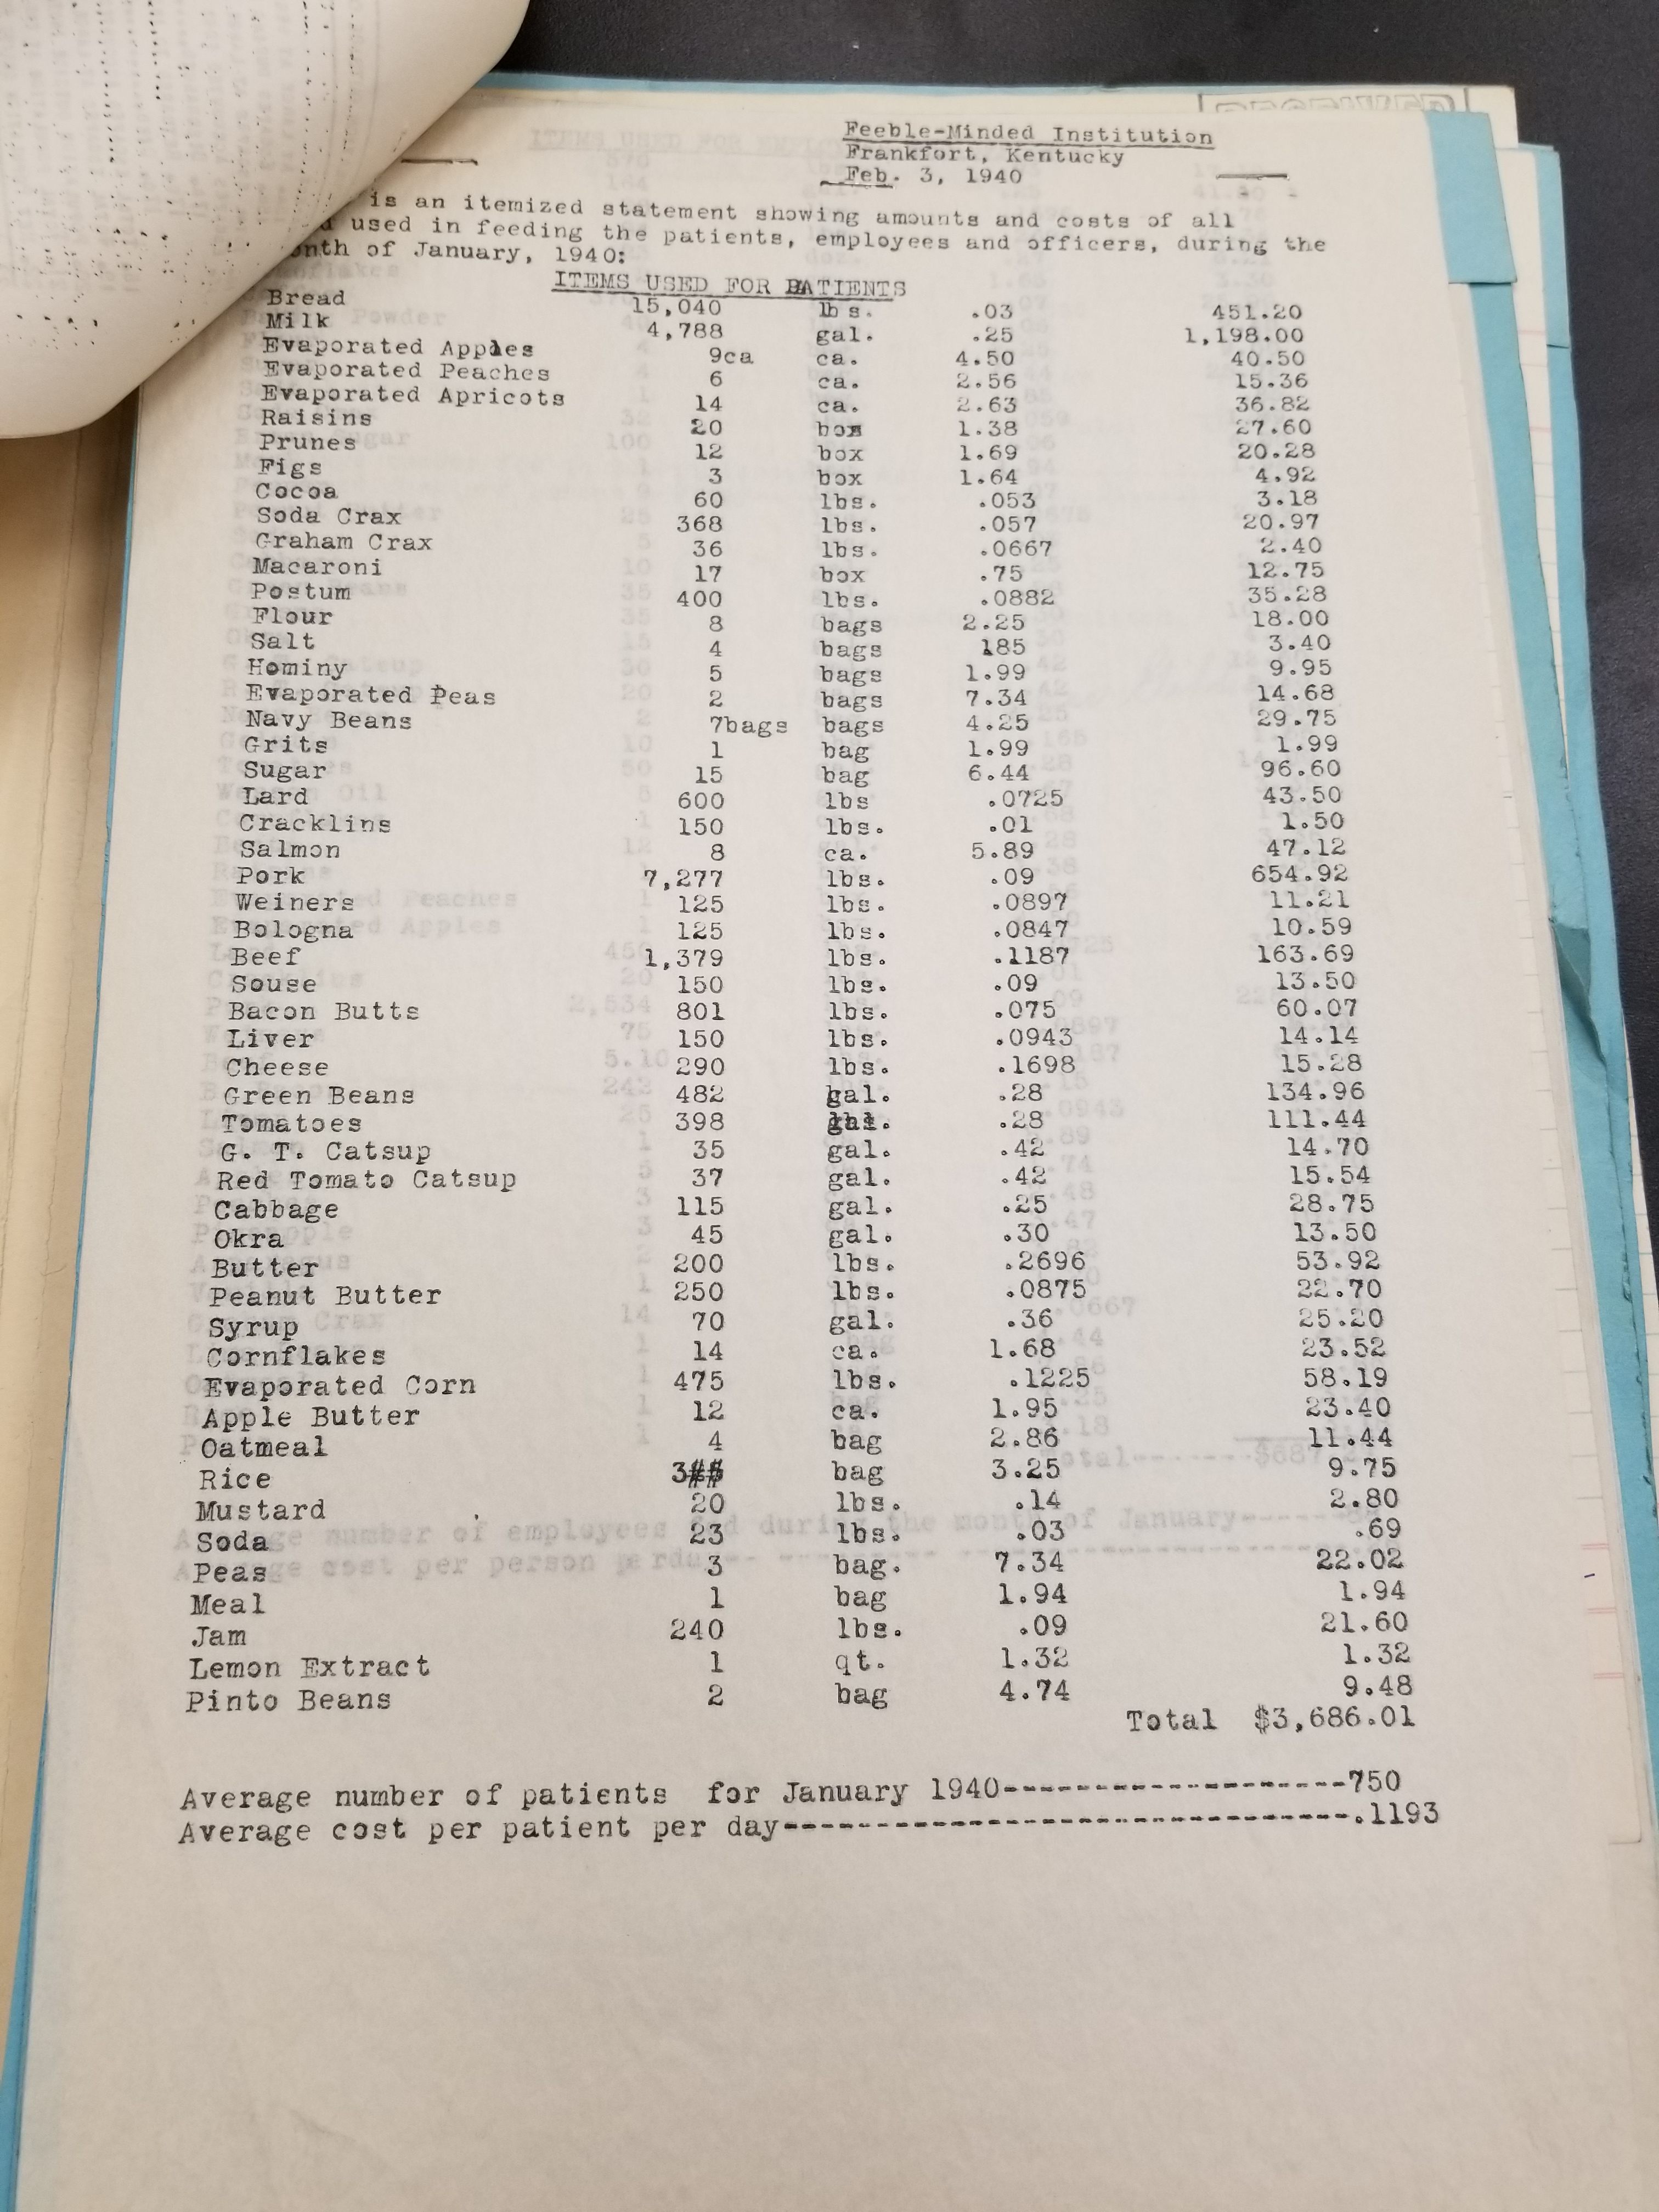 Feeble-Minded Institution
Frankfort, Kentucky
Feb. 3, 1940
is an itemized statement showing amounts and costs of all
used in feeding the patients, employees and officers, during the
onth of January, 1940:
ITEMS USED FOR PATIENTS
Bread 15,040 lbs. .03 451.20
Milk 4,788 gal. .25 1,198.00
Evaporated Apples 9ca ca. 4.50 40.50
Evaporated Peaches 6 ca. 2.56 15.36
Evaporated Apricots 14 ca. 2.63 36.82
Raisins 20 box 1.38 27.60
Prunes 12 box 1.69 20.28
Figs 3 box 1.64 4.92
Cocoa 60 lbs. .053 3.18
Soda Crax 368 lbs. .057 20.97
Graham Crax 36 lbs. .0667 2.40
Macaroni 17 box .75 12.75
Postum 400 lbs. .0882 35.28
Flour 8 bags 2.25 18.00
Salt 4 bags 185 3.40
Hominy 5 bags 1.99 9.95
Evaporated Peas 2 bags 7.34 14.68
Navy Beans 7bags bags 4.25 29.75
Grits 1 bag 1.99 1.99
Sugar 15 bag 6.44 96.60
Lard 600 lbs .0725 43.50
Cracklins 150 lbs. .01 1.50
Salmon 8 ca. 5.89 47.12
Pork 7,277 lbs. .09 654.92
Weiners 125 lbs. .0897 11.21
Bologna 125 lbs. .0847 10.59
Beef 1,379 lbs. .1187 163.69
Souse 150 lbs. .09 13.50
Bacon Butts 801 lbs. .075 60.07
Liver 150 lbs. .0943 14.14
Cheese 290 lbs. .1698 15.28
Green Beans 482 gal. .28 134.96
Tomatoes 398 gal. .28 111.44
G. T. Catsup 35 gal. .42 14.70
Red Tomato Catsup 37 gal. .42 15.54
Cabbage 115 gal. .25 28.75
Okra 45 gal. .30 13.50
Butter 200 lbs. .2696 53.92
Peanut Butter 250 lbs. .0875 22.70
Syrup 70 gal. .36 25.20
Cornflakes 14 ca. 1.68 23.52
Evaporated Corn 475 lbs. .1225 58.19
Apple Butter 12 ca. 1.95 23.40
Oatmeal 4 bag 2.86 11.44
Rice 3## bag 3.25 9.75
Mustard 20 lbs. .14 2.80
Soda 23 lbs. .03 .69
Peas 3 bag. 7.34 22.02
Meal 1 bag 1.94 1.94
Jam 240 lbs. .09 21.60
Lemon Extract 1 qt. 1.32 1.32
Pinto Beans 2 bag 4.74 9.48
Total $3,686.01
Average number of patients for January 1940-------------------750
Average cost per patient per day--------------------------------.1193